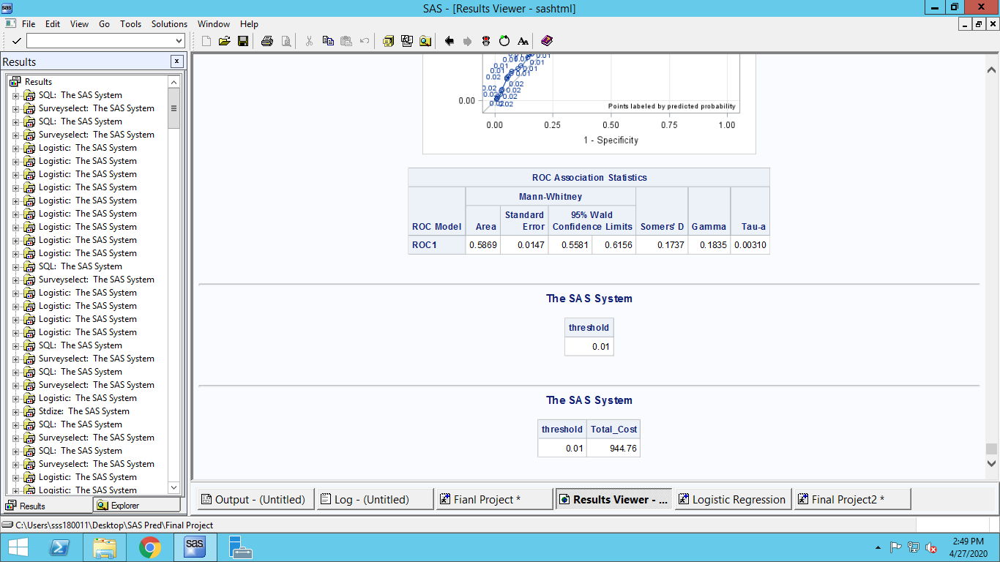 SAS - [Results Viewer - sashtml]
File Edit View Go Tools Solutions Window Help
Results
Results
SQL: The SAS System
Surveyselect: The SAS System
SQL: The SAS System
Surveyselect: The SAS System
Logistic: The SAS System
Logistic: The SAS System
Logistic: The SAS System
Logistic: The SAS System
Logistic: The SAS System
Logistic: The SAS System
Logistic: The SAS System
Logistic: The SAS System
Logistic: The SAS System
SQL: The SAS System
Surveyselect: The SAS System
Logistic: The SAS System
Logistic: The SAS System
Logistic: The SAS System
Logistic: The SAS System
SQL: The SAS System
Surveyselect: The SAS System
SQL: The SAS System
Surveyselect: The SAS System
Logistic: The SAS System
Stdize: The SAS System
SQL: The SAS System
Surveyselect: The SAS System
SQL: The SAS System
Surveyselect: The SAS System
Logistic: The SAS System
Logistic: The SAS System
Results Explorer
0.01
0.01
0.01 0.01
0.02
0.02
0.02
0.02
0.00
Points labeled by predicted probability
0.00 0.25 0.50 0.75 1.00
1 - Specificity
ROC Association Statistics
Mann-Whitney
ROC Model Area Standard Error 95% Wald Confidence Limits Somers' D Gamma Tau-a
ROC1 0.5869 0.0147 0.5581 0.6156 0.1737 0.1835 0.00310
The SAS System
threshold
0.01
The SAS System
threshold Total_Cost
0.01 944.76
Output - (Untitled) Log - (Untitled) Fianl Project * Results Viewer - ... Logistic Regression Final Project2 *
C:\Users\sss180011\Desktop\SAS Pred\Final Project
sas
2:49 PM
4/27/2020